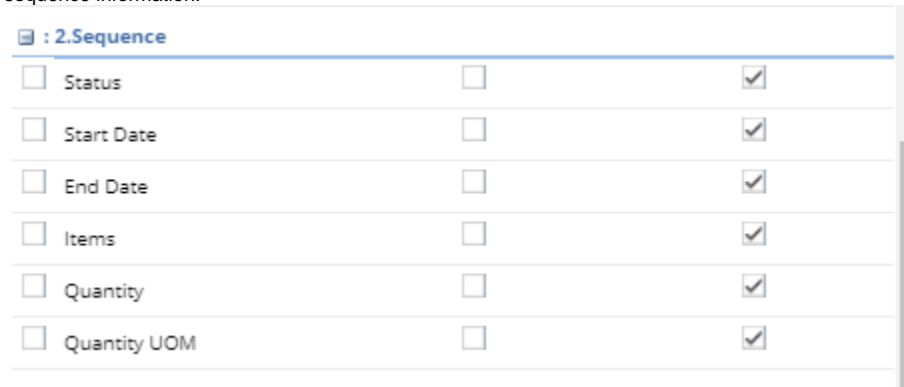 sequence information.
: 2.Sequence
Status
Start Date
End Date
Items
Quantity
Quantity UOM